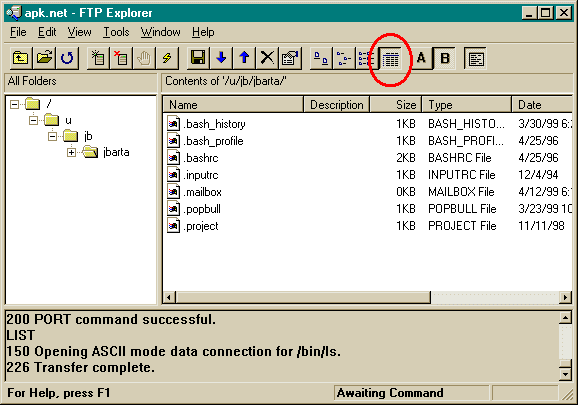 apk.net - FTP Explorer
File Edit View Tools Window Help
A B
All Folders Contents of '/u/jb/jbarta/'
/
u
jb
jbarta
Name Description Size Type Date
.bash_history 1KB BASH_HISTO... 3/30/99 6:2
.bash_profile 1KB BASH_PROFI... 4/25/96
.bashrc 2KB BASHRC File 4/25/96
.inputrc 1KB INPUTRC File 12/4/94
.mailbox 0KB MAILBOX File 4/12/99 6:1
.popbull 1KB POPBULL File 3/23/99 10
.project 1KB PROJECT File 11/11/98
200 PORT command successful.
LIST
150 Opening ASCII mode data connection for /bin/ls.
226 Transfer complete.
For Help, press F1 Awaiting Command